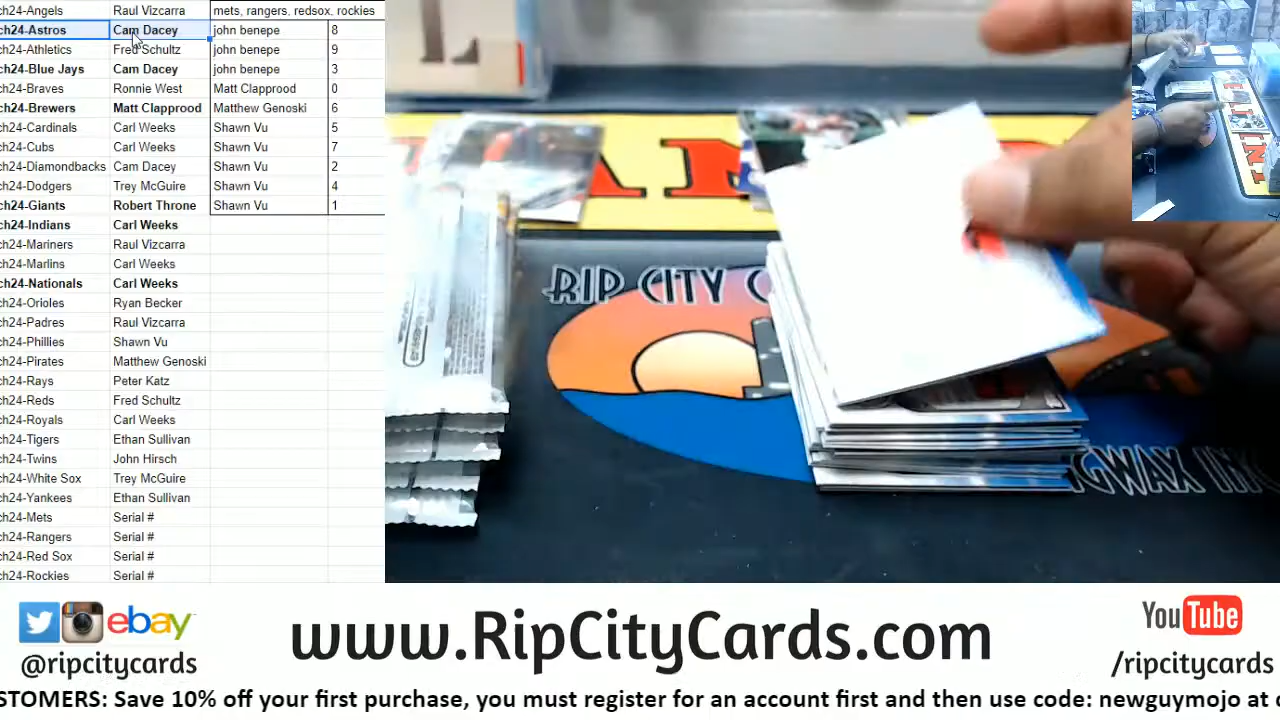 ch24-Angels Raul Vizcarra mets, rangers, redsox, rockies
ch24-Astros Cam Dacey john benepe 8
ch24-Athletics Fred Schultz john benepe 9
ch24-Blue Jays Cam Dacey john benepe 3
ch24-Braves Ronnie West Matt Clapprood 0
ch24-Brewers Matt Clapprood Matthew Genoski 6
ch24-Cardinals Carl Weeks Shawn Vu 5
ch24-Cubs Carl Weeks Shawn Vu 7
ch24-Diamondbacks Cam Dacey Shawn Vu 2
ch24-Dodgers Trey McGuire Shawn Vu 4
ch24-Giants Robert Throne Shawn Vu 1
ch24-Indians Carl Weeks
ch24-Mariners Raul Vizcarra
ch24-Marlins Carl Weeks
ch24-Nationals Carl Weeks
ch24-Orioles Ryan Becker
ch24-Padres Raul Vizcarra
ch24-Phillies Shawn Vu
ch24-Pirates Matthew Genoski
ch24-Rays Peter Katz
ch24-Reds Fred Schultz
ch24-Royals Carl Weeks
ch24-Tigers Ethan Sullivan
ch24-Twins John Hirsch
ch24-White Sox Trey McGuire
ch24-Yankees Ethan Sullivan
ch24-Mets Serial #
ch24-Rangers Serial #
ch24-Red Sox Serial #
ch24-Rockies Serial #
RIP CITY C
GWAX IN
ebay
@ripcitycards
www.RipCityCards.com
YouTube
/ripcitycards
STOMERS: Save 10% off your first purchase, you must register for an account first and then use code: newguymojo at c